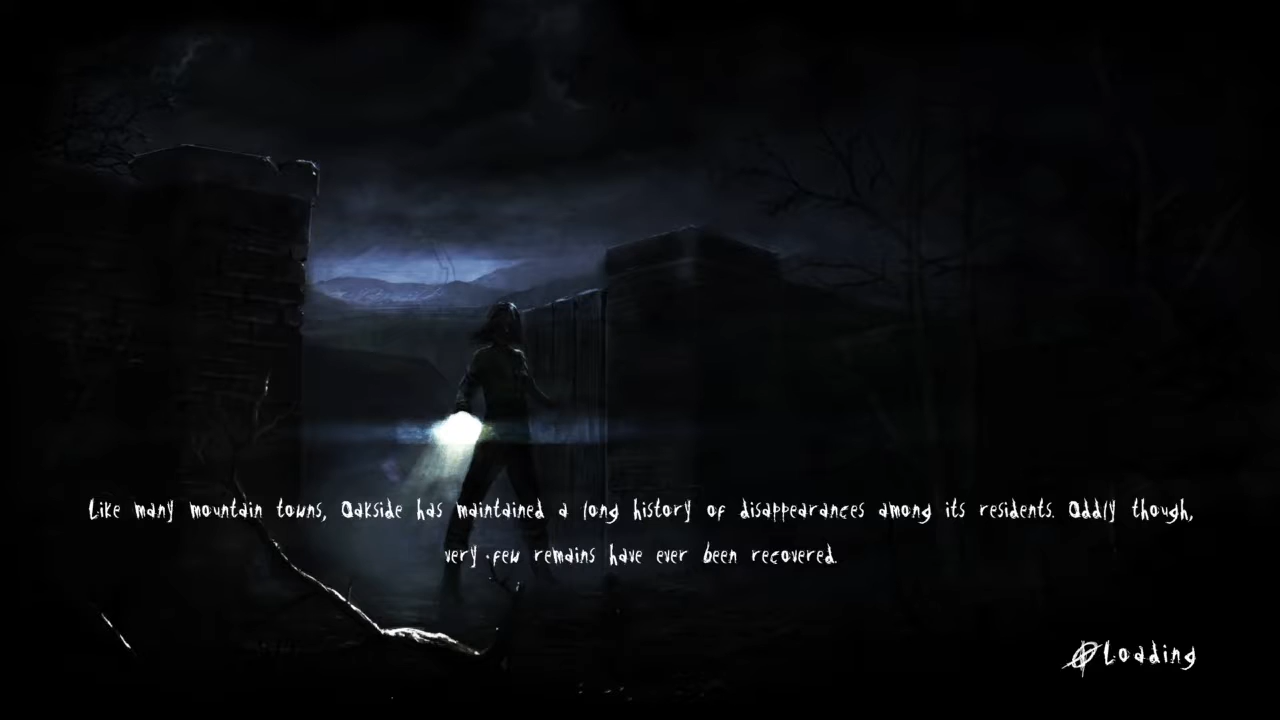 Like many mountain towns, Oakside has maintained a long history of disappearances among its residents. Oddly though,
very few remains have ever been recovered.
Loading